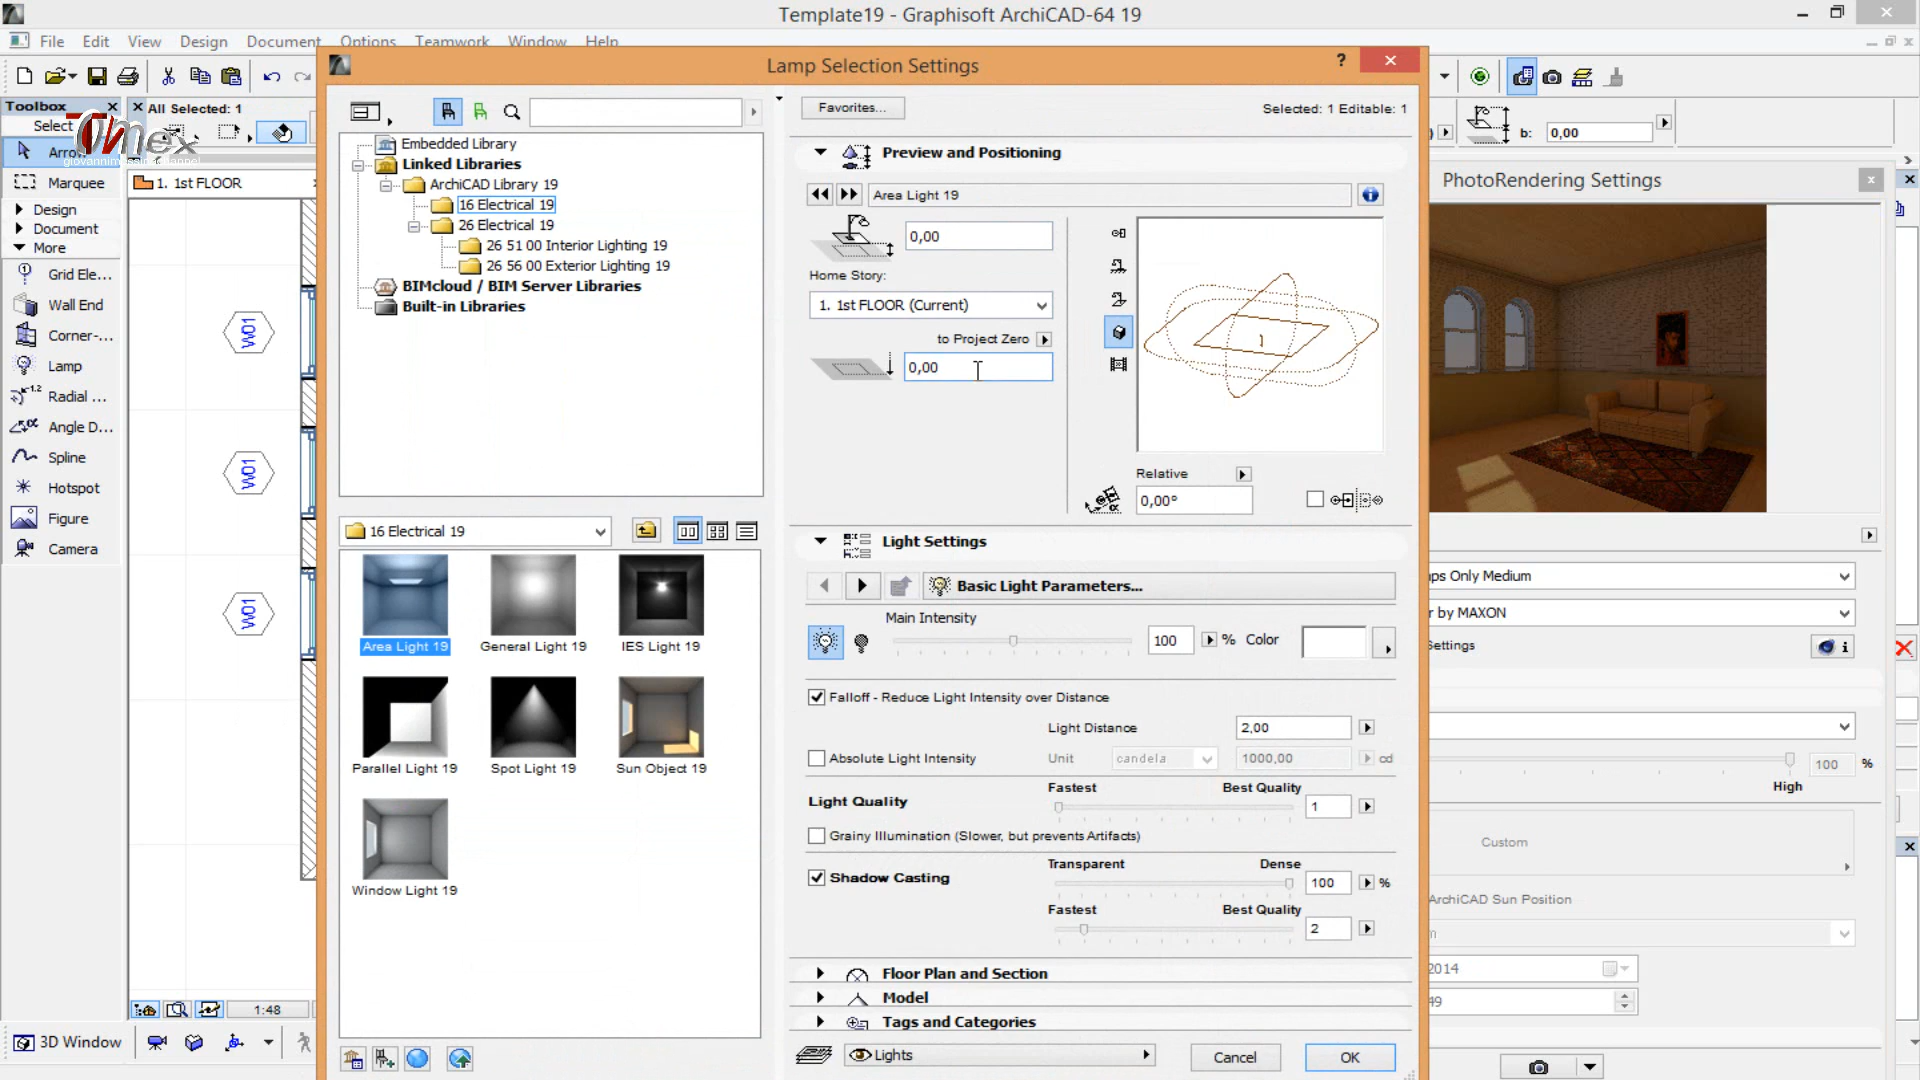 Template19 - Graphisoft ArchiCAD-64 19
File Edit View Design Document Options Teamwork Window Help
Lamp Selection Settings
?
Toolbox
All Selected: 1
Select
Favorites...
Selected: 1 Editable: 1
b: 0,00
giovannimessinachannel
Marquee
Design
Document
More
Grid Ele...
Wall End
Corner-...
Lamp
Radial ...
Angle D...
Spline
Hotspot
Figure
Camera
1. 1st FLOOR
W01
W01
W01
1:48
3D Window
Embedded Library
Linked Libraries
ArchiCAD Library 19
16 Electrical 19
26 Electrical 19
26 51 00 Interior Lighting 19
26 56 00 Exterior Lighting 19
BIMcloud / BIM Server Libraries
Built-in Libraries
16 Electrical 19
Area Light 19
General Light 19
IES Light 19
Parallel Light 19
Spot Light 19
Sun Object 19
Window Light 19
Preview and Positioning
Area Light 19
0,00
Home Story:
1. 1st FLOOR (Current)
to Project Zero
0,00
Relative
0,00°
Light Settings
Basic Light Parameters...
Main Intensity
100 % Color
Falloff - Reduce Light Intensity over Distance
Light Distance 2,00
Absolute Light Intensity Unit candela 1000,00 cd
Fastest Best Quality
Light Quality 1
Grainy Illumination (Slower, but prevents Artifacts)
Transparent Dense
Shadow Casting 100 %
Fastest Best Quality
2
Floor Plan and Section
Model
Tags and Categories
Lights
Cancel
OK
PhotoRendering Settings
ps Only Medium
r by MAXON
ettings
100 %
High
Custom
ArchiCAD Sun Position
2014
49